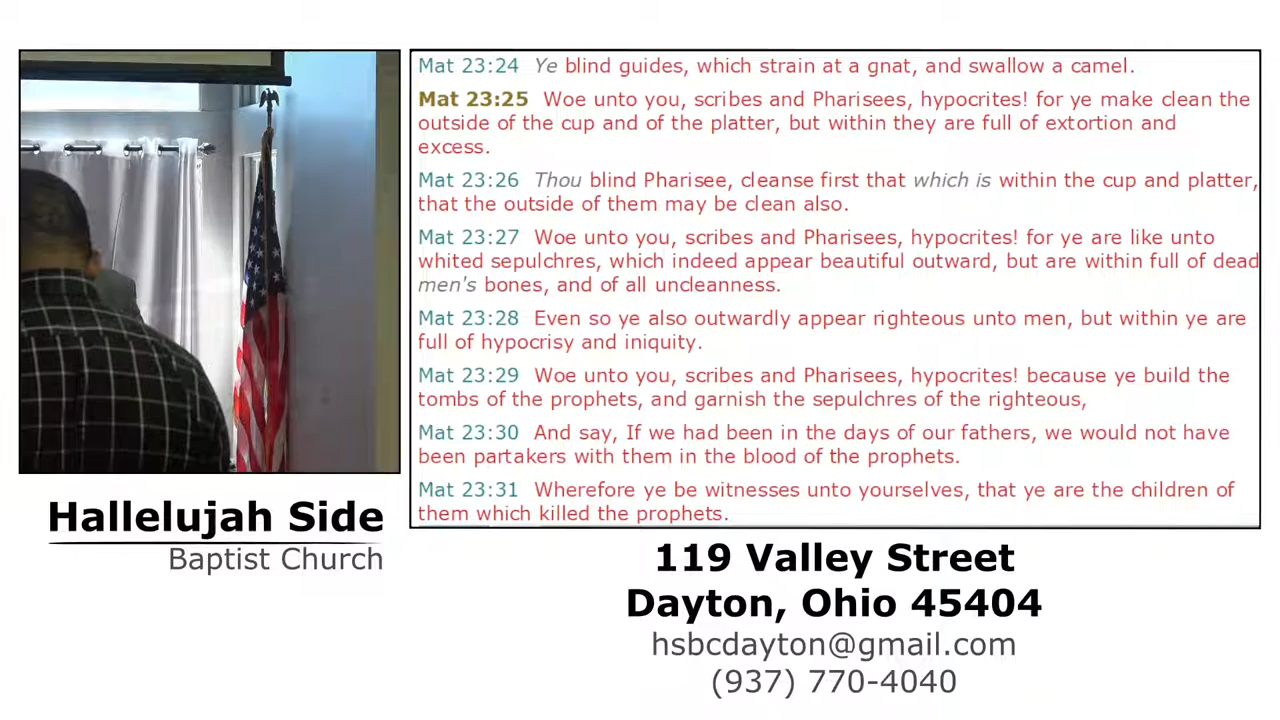 Mat 23:24 Ye blind guides, which strain at a gnat, and swallow a camel.
Mat 23:25 Woe unto you, scribes and Pharisees, hypocrites! for ye make clean the
outside of the cup and of the platter, but within they are full of extortion and
excess.
Mat 23:26 Thou blind Pharisee, cleanse first that which is within the cup and platter,
that the outside of them may be clean also.
Mat 23:27 Woe unto you, scribes and Pharisees, hypocrites! for ye are like unto
whited sepulchres, which indeed appear beautiful outward, but are within full of dead
men's bones, and of all uncleanness.
Mat 23:28 Even so ye also outwardly appear righteous unto men, but within ye are
full of hypocrisy and iniquity.
Mat 23:29 Woe unto you, scribes and Pharisees, hypocrites! because ye build the
tombs of the prophets, and garnish the sepulchres of the righteous,
Mat 23:30 And say, If we had been in the days of our fathers, we would not have
been partakers with them in the blood of the prophets.
Mat 23:31 Wherefore ye be witnesses unto yourselves, that ye are the children of
them which killed the prophets.
Hallelujah Side
Baptist Church
119 Valley Street
Dayton, Ohio 45404
hsbcdayton@gmail.com
(937) 770-4040